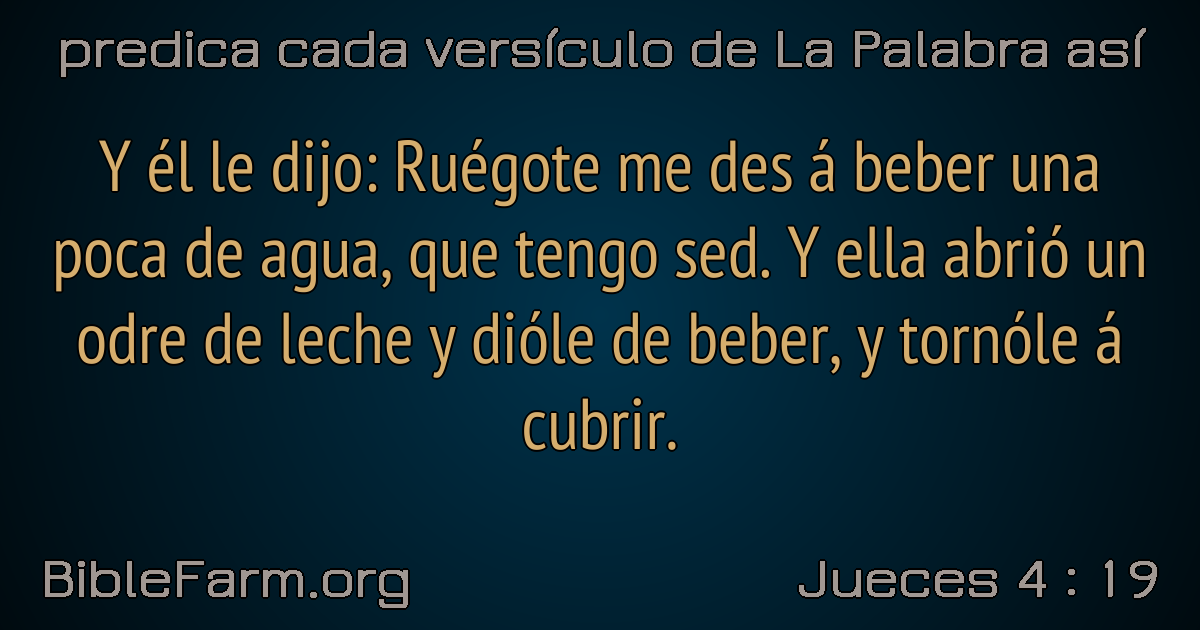 predica cada versículo de La Palabra así
Y él le dijo: Ruégote me des á beber una
poca de agua, que tengo sed. Y ella abrió un
odre de leche y dióle de beber, y tornóle á
cubrir.
BibleFarm.org
Jueces 4 : 19